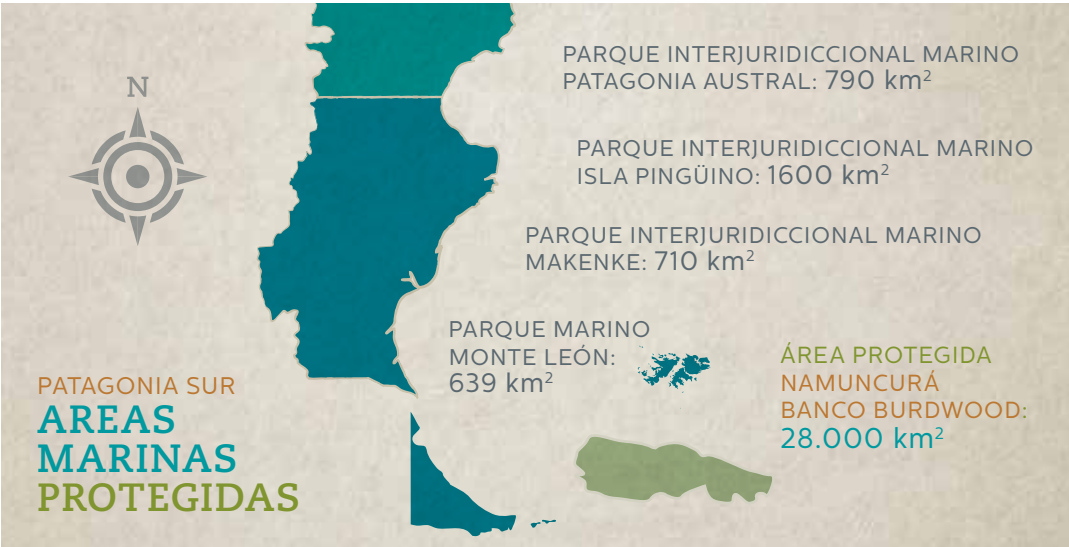 PARQUE INTERJURIDICCIONAL MARINO
PATAGONIA AUSTRAL: 790 km²
N
PARQUE INTERJURIDICCIONAL MARINO
ISLA PINGÜINO: 1600 km²
PARQUE INTERJURIDICCIONAL MARINO
MAKENKE: 710 km²
PARQUE MARINO
MONTE LEÓN:
639 km²
ÁREA PROTEGIDA
NAMUNCURÁ
BANCO BURDWOOD:
28.000 km²
PATAGONIA SUR
AREAS
MARINAS
PROTEGIDAS